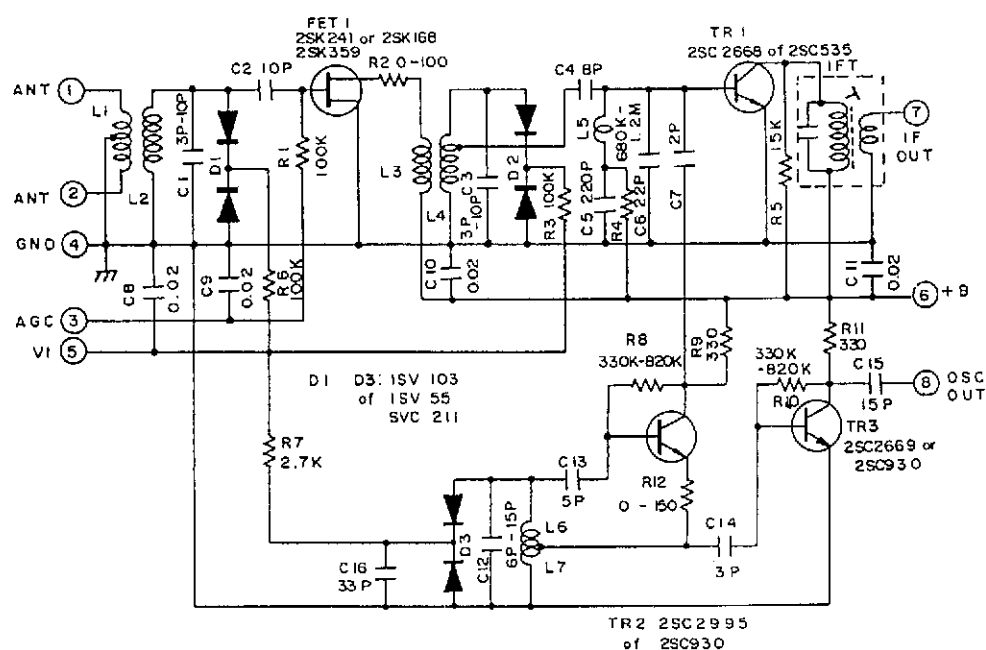 FET 1
2SK241 or 2SK168
2SK359
TR 1
2SC2668 of 2SC535
R2 0-100
C2 10P
C4 8P
1FT
ANT 1
L1
L2
3P-10P
C1
D1
R1
100K
L3
L4
C3
3P-10P
D2
R3 100K
L5
680K-
1.2M
C5 220P
R4
C6 22P
2P
C7
15K
R5
7
IF
OUT
ANT 2
GND 4
C8
0.02
C9
0.02
R6
100K
C10
0.02
C11
0.02
AGC 3
6 +B
V1 5
R8
330K-820K
R9
330
330K
-820K
R10
R11
330
C15
15P
8 OSC
OUT
D1 D3: 1SV 103
of 1SV 55
SVC 211
TR3
2SC2669 or
2SC930
R7
2.7K
C13
5P
R12
0-150
C14
3P
D3
C12
6P-15P
L6
L7
C16
33P
TR2 2SC2995
of 2SC930